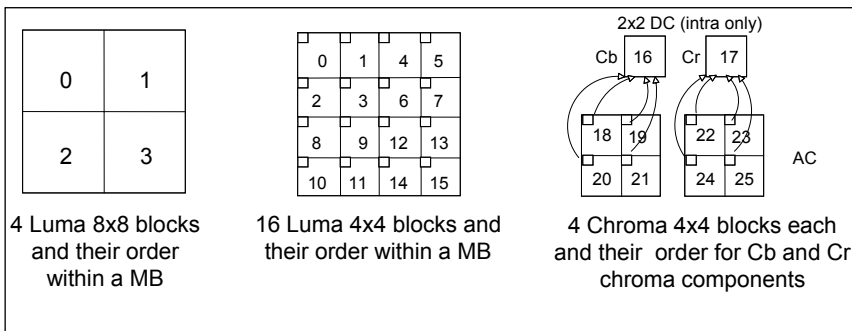 0 1
2 3
4 Luma 8x8 blocks
and their order
within a MB
0 1 4 5
2 3 6 7
8 9 12 13
10 11 14 15
16 Luma 4x4 blocks and
their order within a MB
2x2 DC (intra only)
Cb 16 Cr 17
18 19 22 23
AC
20 21 24 25
4 Chroma 4x4 blocks each
and their order for Cb and Cr
chroma components